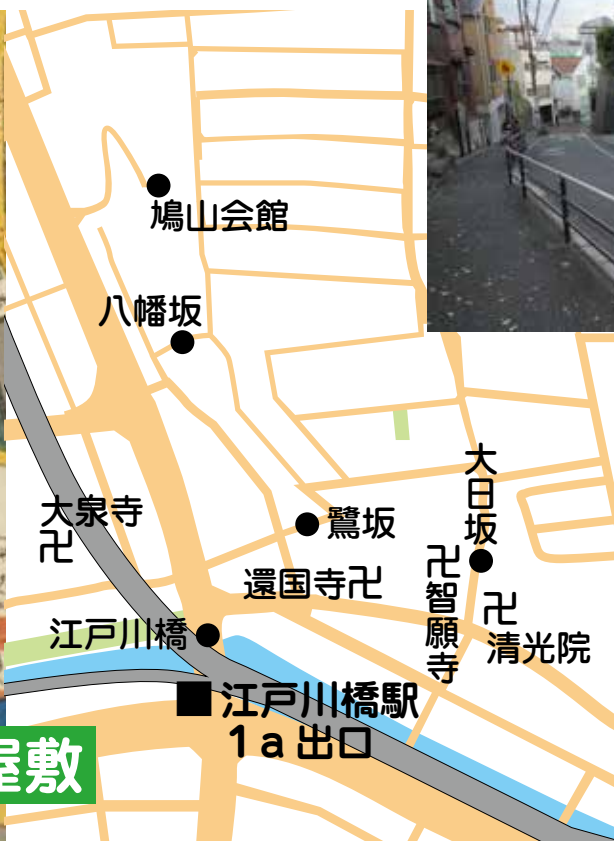 鳩山会館
八幡坂
大日坂
大泉寺
卍
鷺坂
還国寺卍
卍智願寺
卍
清光院
江戸川橋
■江戸川橋駅
1a出口
屋敷